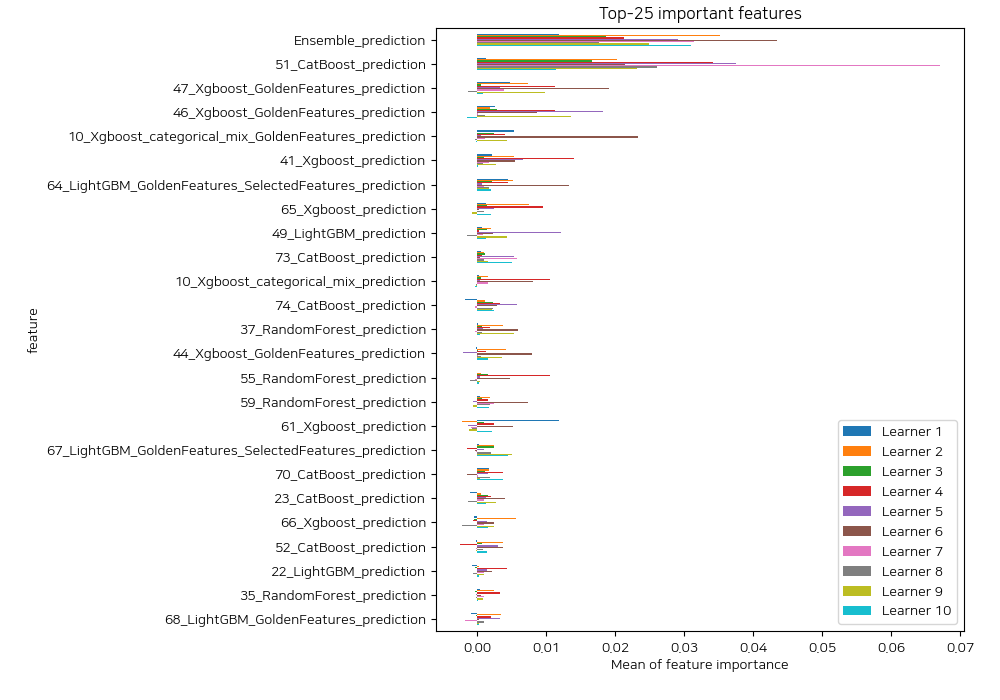 Top-25 important features
Ensemble_prediction
51_CatBoost_prediction
47_Xgboost_GoldenFeatures_prediction
46_Xgboost_GoldenFeatures_prediction
10_Xgboost_categorical_mix_GoldenFeatures_prediction
41_Xgboost_prediction
64_LightGBM_GoldenFeatures_SelectedFeatures_prediction
65_Xgboost_prediction
49_LightGBM_prediction
73_CatBoost_prediction
10_Xgboost_categorical_mix_prediction
74_CatBoost_prediction
37_RandomForest_prediction
44_Xgboost_GoldenFeatures_prediction
55_RandomForest_prediction
59_RandomForest_prediction
61_Xgboost_prediction
67_LightGBM_GoldenFeatures_SelectedFeatures_prediction
70_CatBoost_prediction
23_CatBoost_prediction
66_Xgboost_prediction
52_CatBoost_prediction
22_LightGBM_prediction
35_RandomForest_prediction
68_LightGBM_GoldenFeatures_prediction
feature
Learner 1
Learner 2
Learner 3
Learner 4
Learner 5
Learner 6
Learner 7
Learner 8
Learner 9
Learner 10
0.00 0.01 0.02 0.03 0.04 0.05 0.06 0.07
Mean of feature importance